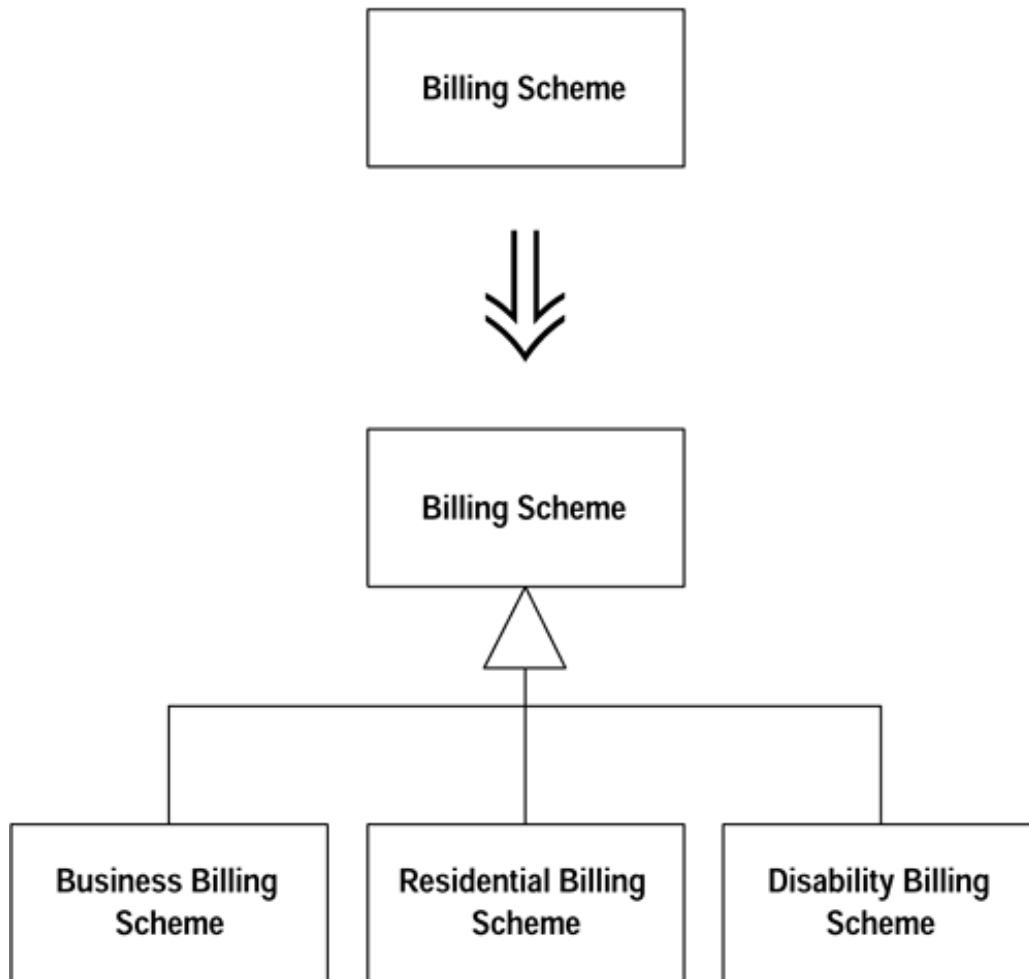 Billing Scheme
Billing Scheme
Business Billing
Scheme
Residential Billing
Scheme
Disability Billing
Scheme